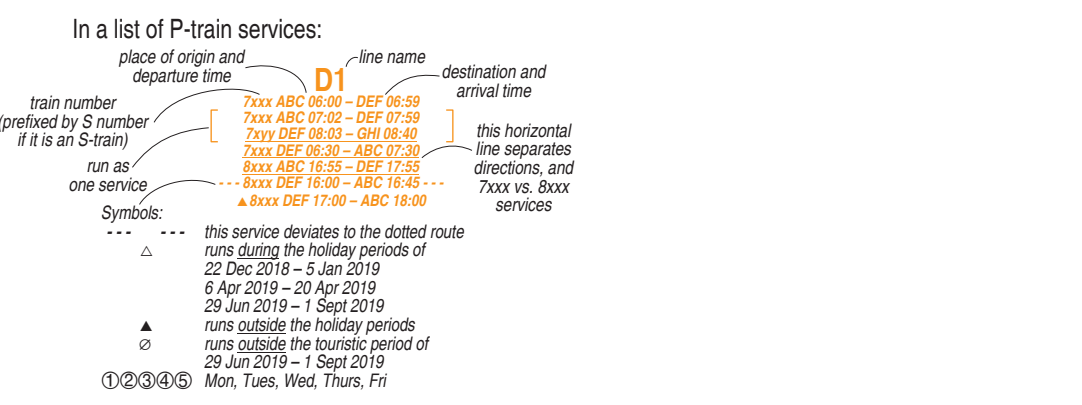 In a list of P-train services:
place of origin and
departure time
line name
D1
destination and
arrival time
train number
(prefixed by S number
if it is an S-train)
run as
one service
7xxx ABC 06:00 – DEF 06:59
7xxx ABC 07:02 – DEF 07:59
7xyy DEF 08:03 – GHI 08:40
7xxx DEF 06:30 – ABC 07:30
8xxx ABC 16:55 – DEF 17:55
- - - 8xxx DEF 16:00 – ABC 16:45 - - -
▲8xxx DEF 17:00 – ABC 18:00
this horizontal
line separates
directions, and
7xxx vs. 8xxx
services
Symbols:
- - - - - - this service deviates to the dotted route
△ runs during the holiday periods of
22 Dec 2018 – 5 Jan 2019
6 Apr 2019 – 20 Apr 2019
29 Jun 2019 – 1 Sept 2019
▲ runs outside the holiday periods
∅ runs outside the touristic period of
29 Jun 2019 – 1 Sept 2019
①②③④⑤ Mon, Tues, Wed, Thurs, Fri